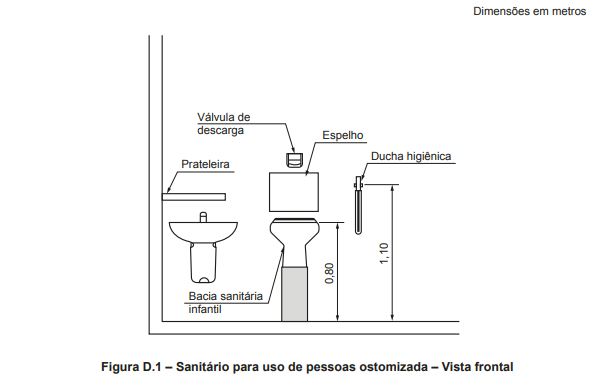 Dimensões em metros
Válvula de
descarga
Espelho
Ducha higiênica
Prateleira
0,80
1,10
Bacia sanitária
infantil
Figura D.1 – Sanitário para uso de pessoas ostomizada – Vista frontal